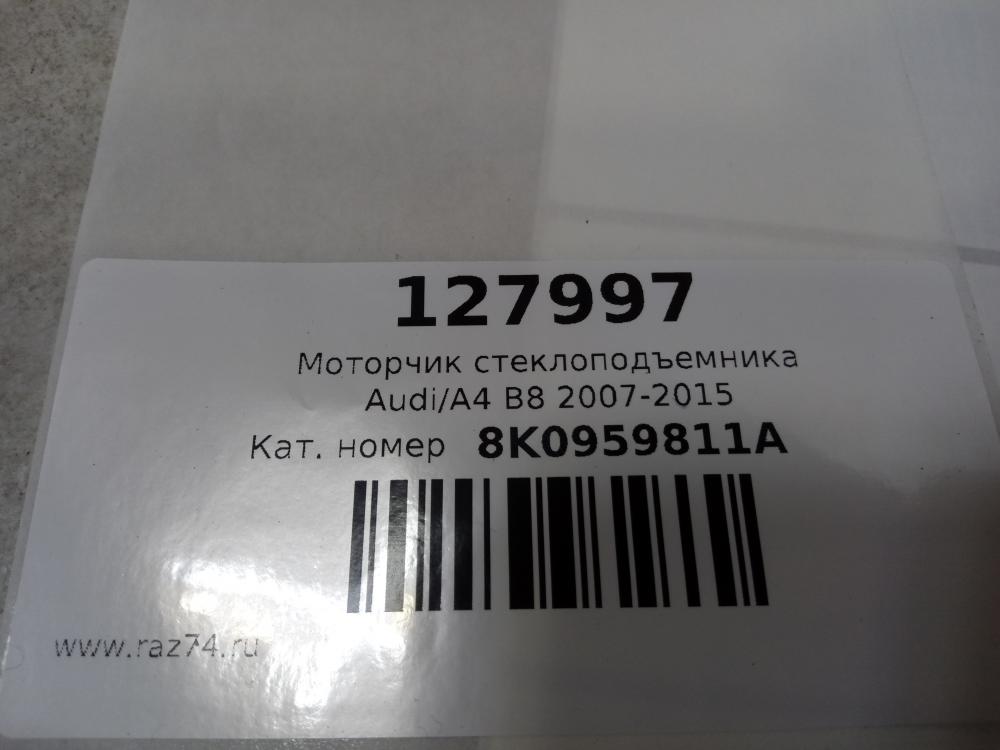 127997
Моторчик стеклоподъемника
Audi/A4 B8 2007-2015
Кат. номер 8K0959811A
www.raz74.ru